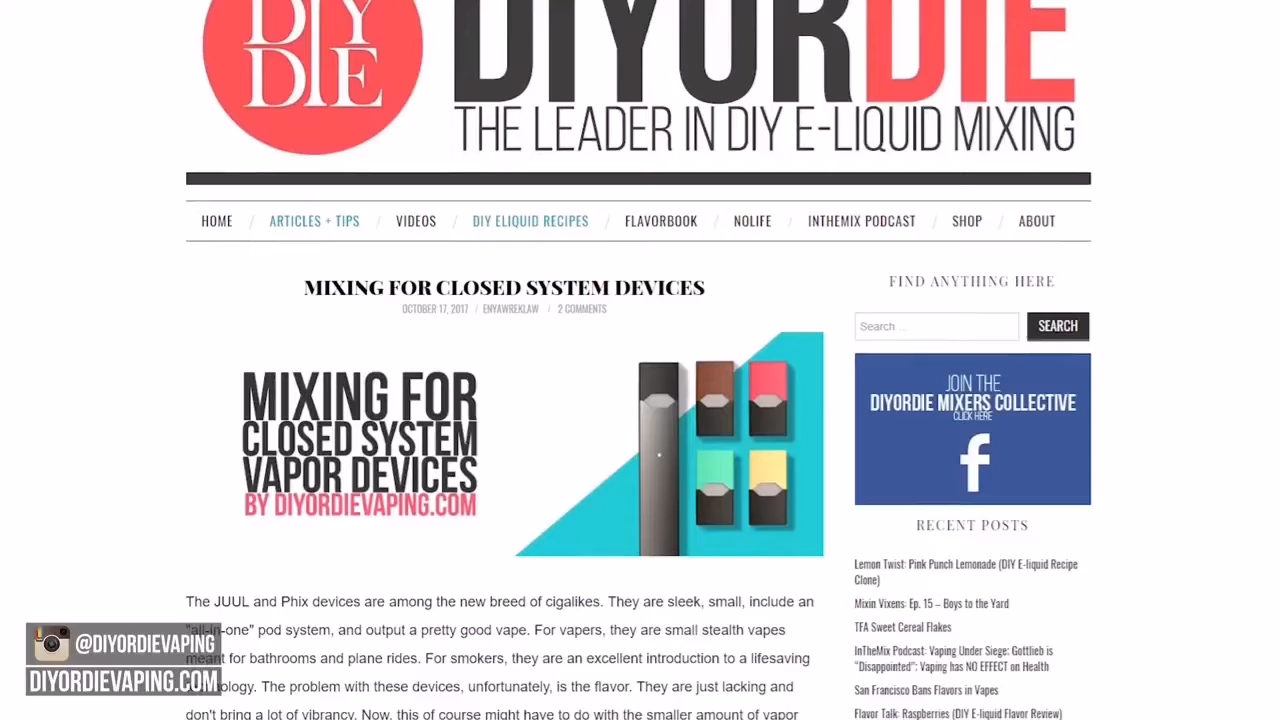 DIY
DIE
DIYORDIE
THE LEADER IN DIY E-LIQUID MIXING
HOME / ARTICLES + TIPS / VIDEOS / DIY ELIQUID RECIPES / FLAVORBOOK / NOLIFE / INTHEMIX PODCAST / SHOP / ABOUT
MIXING FOR CLOSED SYSTEM DEVICES
OCTOBER 17, 2017 / ENYAWREKLAW / 2 COMMENTS
MIXING FOR
CLOSED SYSTEM
VAPOR DEVICES
BY DIYORDIEVAPING.COM
The JUUL and Phix devices are among the new breed of cigalikes. They are sleek, small, include an
"all-in-one" pod system, and output a pretty good vape. For vapers, they are small stealth vapes
meant for bathrooms and plane rides. For smokers, they are an excellent introduction to a lifesaving
technology. The problem with these devices, unfortunately, is the flavor. They are just lacking and
don't bring a lot of vibrancy. Now, this of course might have to do with the smaller amount of vapor
FIND ANYTHING HERE
Search ...
SEARCH
JOIN THE
DIYORDIE MIXERS COLLECTIVE
CLICK HERE
f
RECENT POSTS
Lemon Twist: Pink Punch Lemonade (DIY E-liquid Recipe
Clone)
Mixin Vixens: Ep. 15 – Boys to the Yard
TFA Sweet Cereal Flakes
InTheMix Podcast: Vaping Under Siege; Gottlieb is
"Disappointed"; Vaping has NO EFFECT on Health
San Francisco Bans Flavors in Vapes
Flavor Talk: Raspberries (DIY E-liquid Flavor Review)
@DIYORDIEVAPING
DIYORDIEVAPING.COM